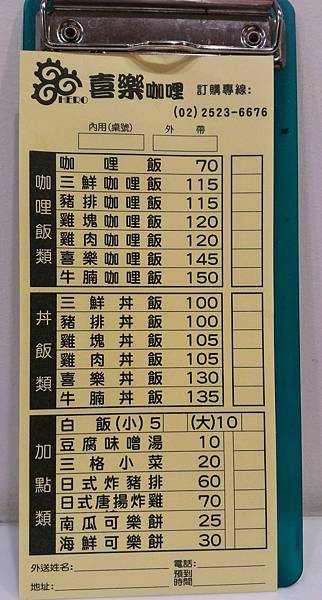 HERO
喜樂咖哩 訂購專線:
(02)2523-6676
內用(桌號) 外帶
咖哩飯類
咖哩飯 70
三鮮咖哩飯 115
豬排咖哩飯 115
雞塊咖哩飯 120
雞肉咖哩飯 120
喜樂咖哩飯 145
牛腩咖哩飯 150
丼飯類
三鮮丼飯 100
豬排丼飯 100
雞塊丼飯 105
雞肉丼飯 105
喜樂丼飯 130
牛腩丼飯 135
加點類
白飯(小)5 (大)10
豆腐味噌湯 10
三格小菜 20
日式炸豬排 60
日式唐揚炸雞 70
南瓜可樂餅 25
海鮮可樂餅 30
外送姓名: 電話:
地址: 預到時間: